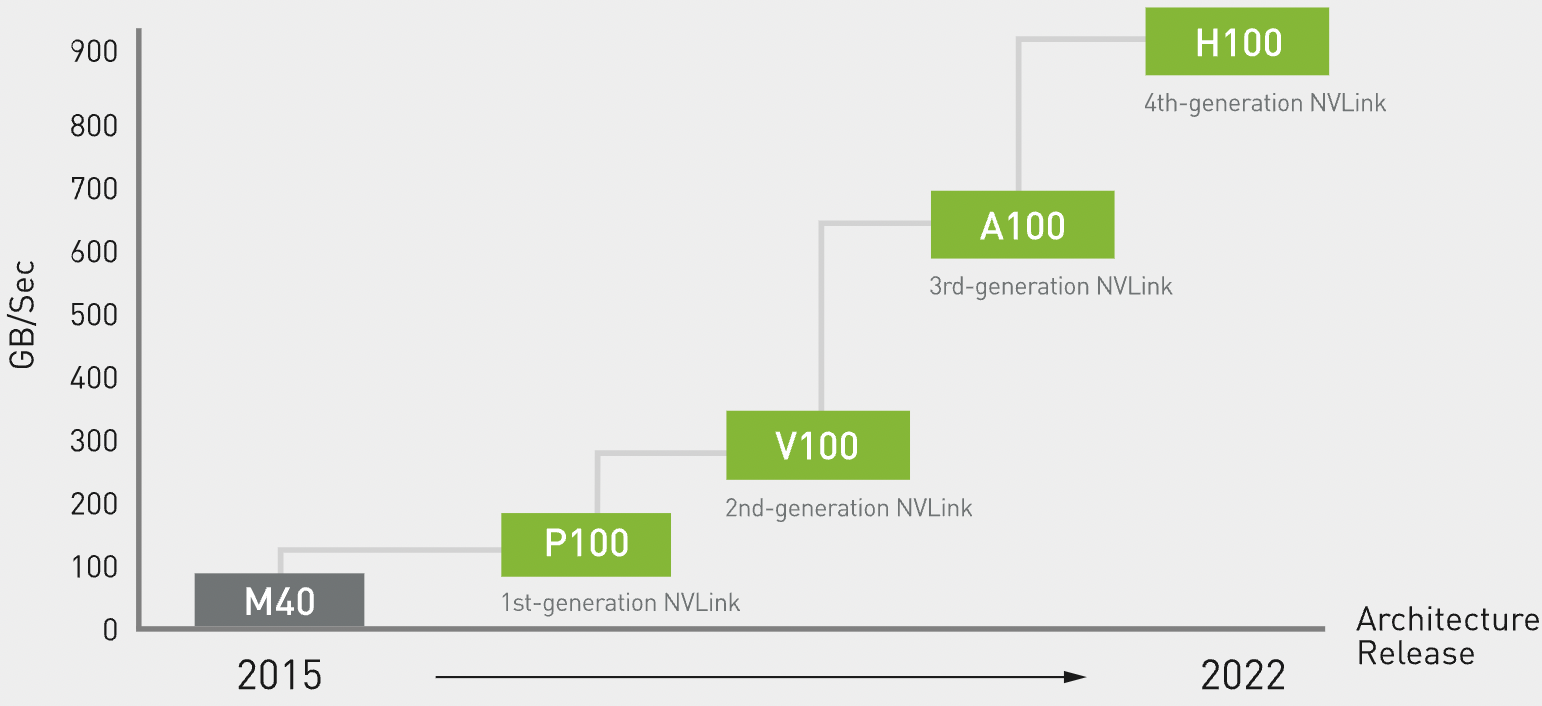 900
800
700
600
500
400
300
200
100
0
GB/Sec
H100
4th-generation NVLink
A100
3rd-generation NVLink
V100
2nd-generation NVLink
P100
1st-generation NVLink
M40
2015
2022
Architecture
Release